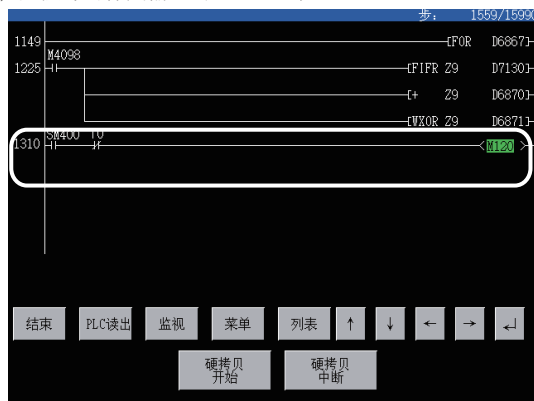 步: 1559/15990
1149 [FOR D6867]
M4098
1225 [FIFR Z9 D7130]
[+ Z9 D6870]
[WXOR Z9 D6871]
SM400 T0
1310 <M120 >
结束 PLC读出 监视 菜单 列表 ↑ ↓ ← → ↵
硬拷贝 硬拷贝
开始 中断